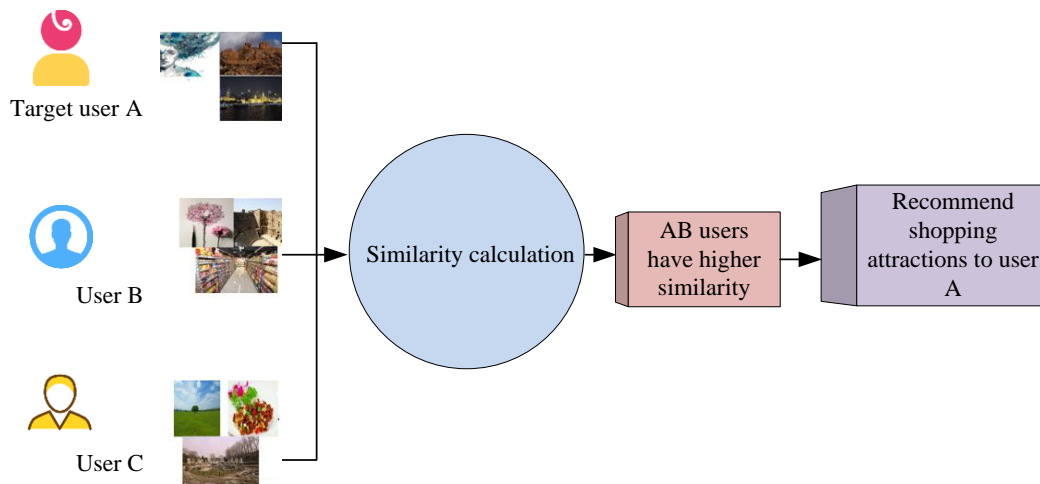 Target user A
User B
User C
Similarity calculation
AB users
have higher
similarity
Recommend
shopping
attractions to user
A